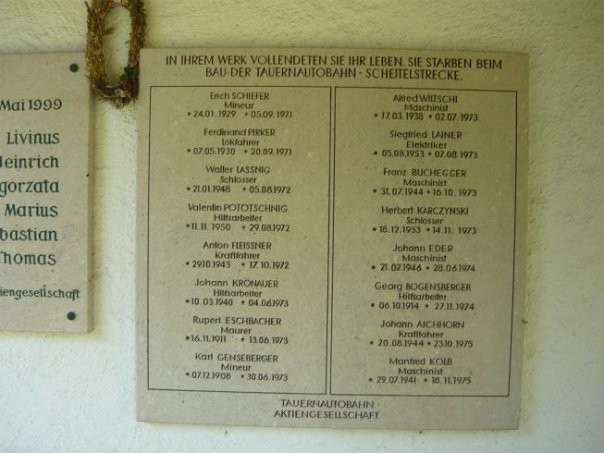 Mai 1999
Livinus
Heinrich
Marius
Thomas
IN IHREM WERK VOLLENDETEN SIE IHR LEBEN. SIE STARBEN BEIM
BAU DER TAUERNAUTOBAHN - SCHEITELSTRECKE.
Erich SCHIEFER
Mineur
* 24.01.1929 + 05.09.1971
Ferdinand PIRKER
Lokfahrer
* 07.05.1930 + 20.09.1971
Walter LASSNIG
Schlosser
* 21.01.1948 + 05.08.1972
Valentin POTOTSCHNIG
Hilfsarbeiter
* 11.11.1950 + 29.08.1972
Anton FLEISSNER
Kraftfahrer
* 29.10.1943 + 17.10.1972
Johann KRÖNAUER
Hilfsarbeiter
* 10.03.1940 + 04.06.1973
Rupert ESCHBACHER
Maurer
* 16.11.1911 + 13.06.1973
Karl GENSEBERGER
Mineur
* 07.12.1908 + 30.06.1973
Alfred WILTSCHI
Maschinist
* 17.03.1938 + 02.07.1973
Siegfried LAINER
Elektriker
* 05.08.1953 + 07.08.1973
Franz BUCHEGGER
Maschinist
* 31.07.1944 + 16.10.1973
Herbert KARCZYNSKI
Schlosser
* 18.12.1953 + 14.11.1973
Johann EDER
Maschinist
* 21.02.1946 + 28.06.1974
Georg BOGENSBERGER
Hilfsarbeiter
* 06.10.1914 + 27.11.1974
Johann AICHHORN
Kraftfahrer
* 20.08.1944 + 23.10.1975
Manfred KOLB
Maschinist
* 29.07.1941 + 18.11.1975
TAUERNAUTOBAHN -
AKTIENGESELLSCHAFT